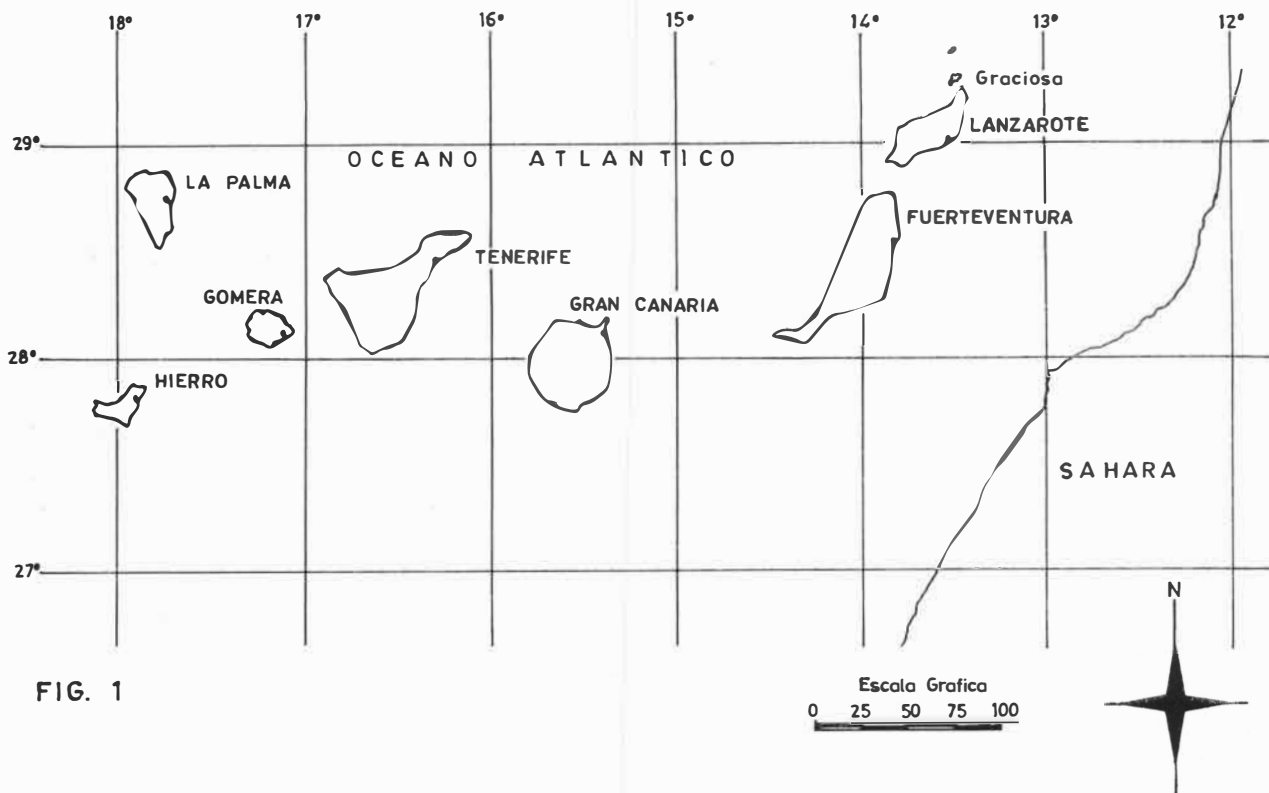 18° 17° 16° 15° 14° 13° 12°
Graciosa
LANZAROTE
29°
OCEANO ATLANTICO
LA PALMA
FUERTEVENTURA
TENERIFE
GOMERA
GRAN CANARIA
28°
HIERRO
SAHARA
27°
N
FIG. 1
Escala Grafica
0 25 50 75 100